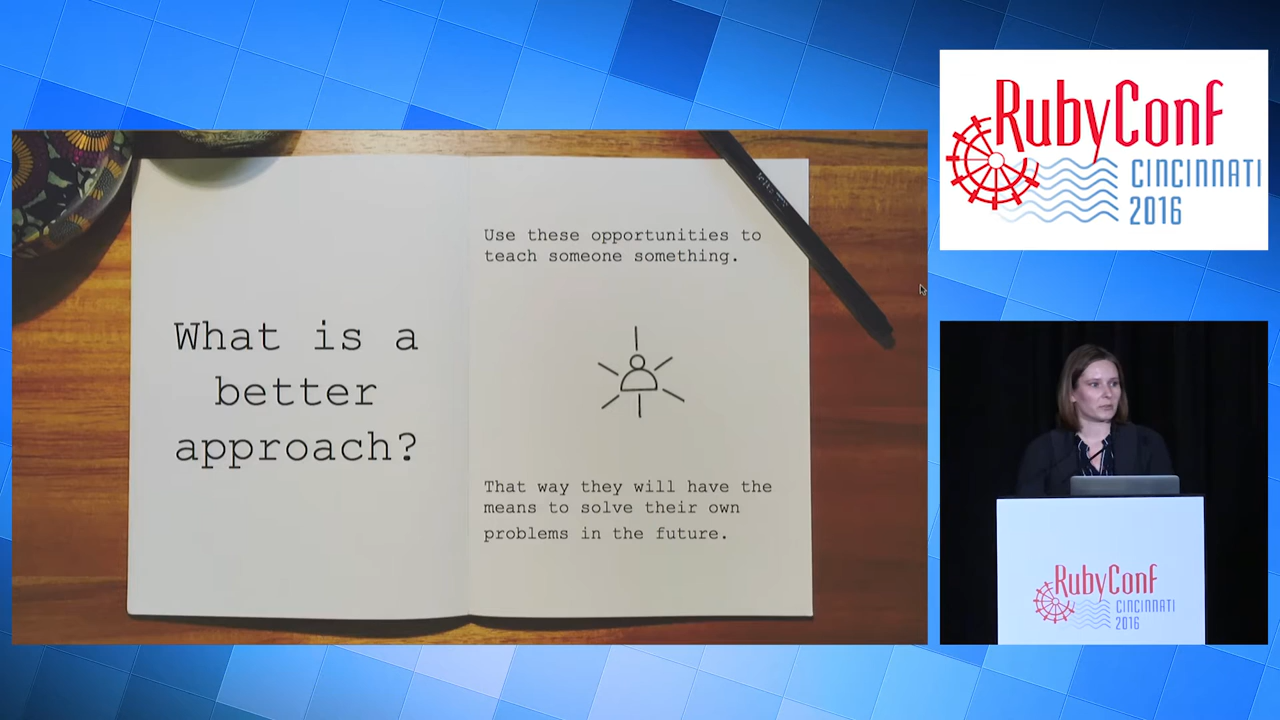 What is a
better
approach?
Use these opportunities to
teach someone something.
That way they will have the
means to solve their own
problems in the future.
RubyConf
CINCINNATI
2016
RubyConf
CINCINNATI
2016